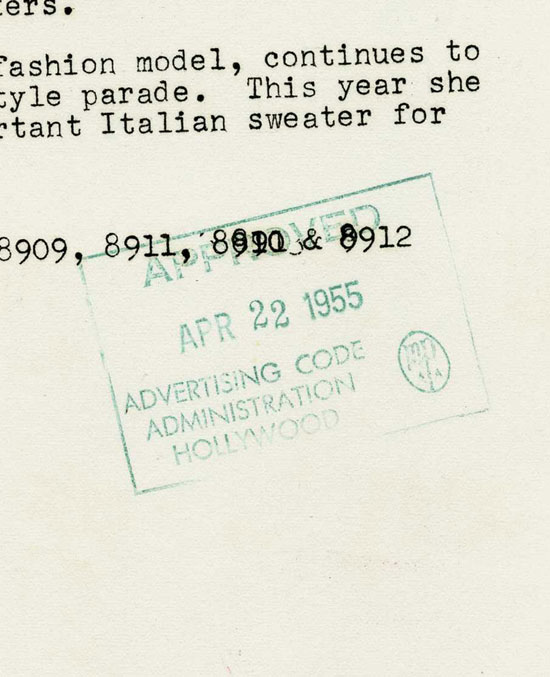 ters.
fashion model, continues to
tyle parade. This year she
rtant Italian sweater for
8909, 8911, 8910 & 8912
APPROVED
APR 22 1955
ADVERTISING CODE
ADMINISTRATION
HOLLYWOOD